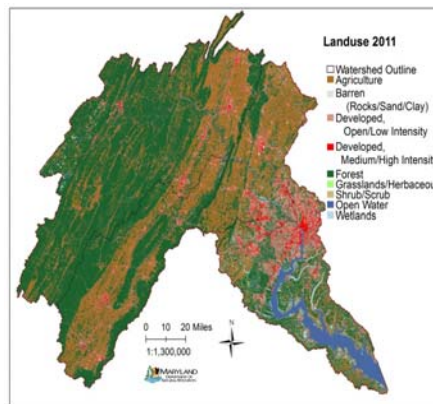 Landuse 2011
Watershed Outline
Agriculture
Barren
(Rocks/Sand/Clay)
Developed,
Open/Low Intensity
Developed,
Medium/High Intensit
Forest
Grasslands/Herbaceou
Shrub/Scrub
Open Water
Wetlands
0 10 20 Miles
N
1:1,300,000
MARYLAND